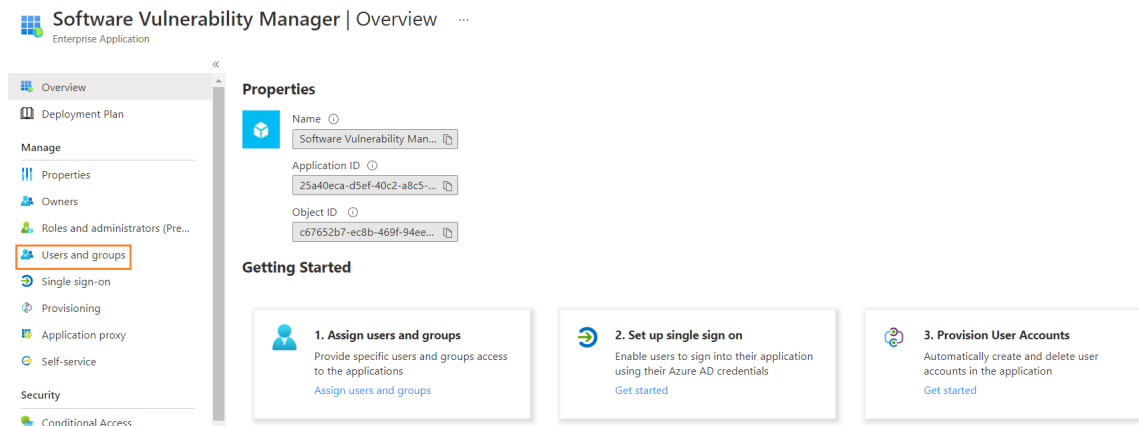 Software Vulnerability Manager | Overview ...
Enterprise Application
«
Overview
Deployment Plan
Manage
Properties
Owners
Roles and administrators (Pre...
Users and groups
Single sign-on
Provisioning
Application proxy
Self-service
Security
Conditional Access
Properties
Name
Software Vulnerability Man...
Application ID
25a40eca-d5ef-40c2-a8c5-...
Object ID
c67652b7-ec8b-469f-94ee...
Getting Started
1. Assign users and groups
Provide specific users and groups access
to the applications
Assign users and groups
2. Set up single sign on
Enable users to sign into their application
using their Azure AD credentials
Get started
3. Provision User Accounts
Automatically create and delete user
accounts in the application
Get started